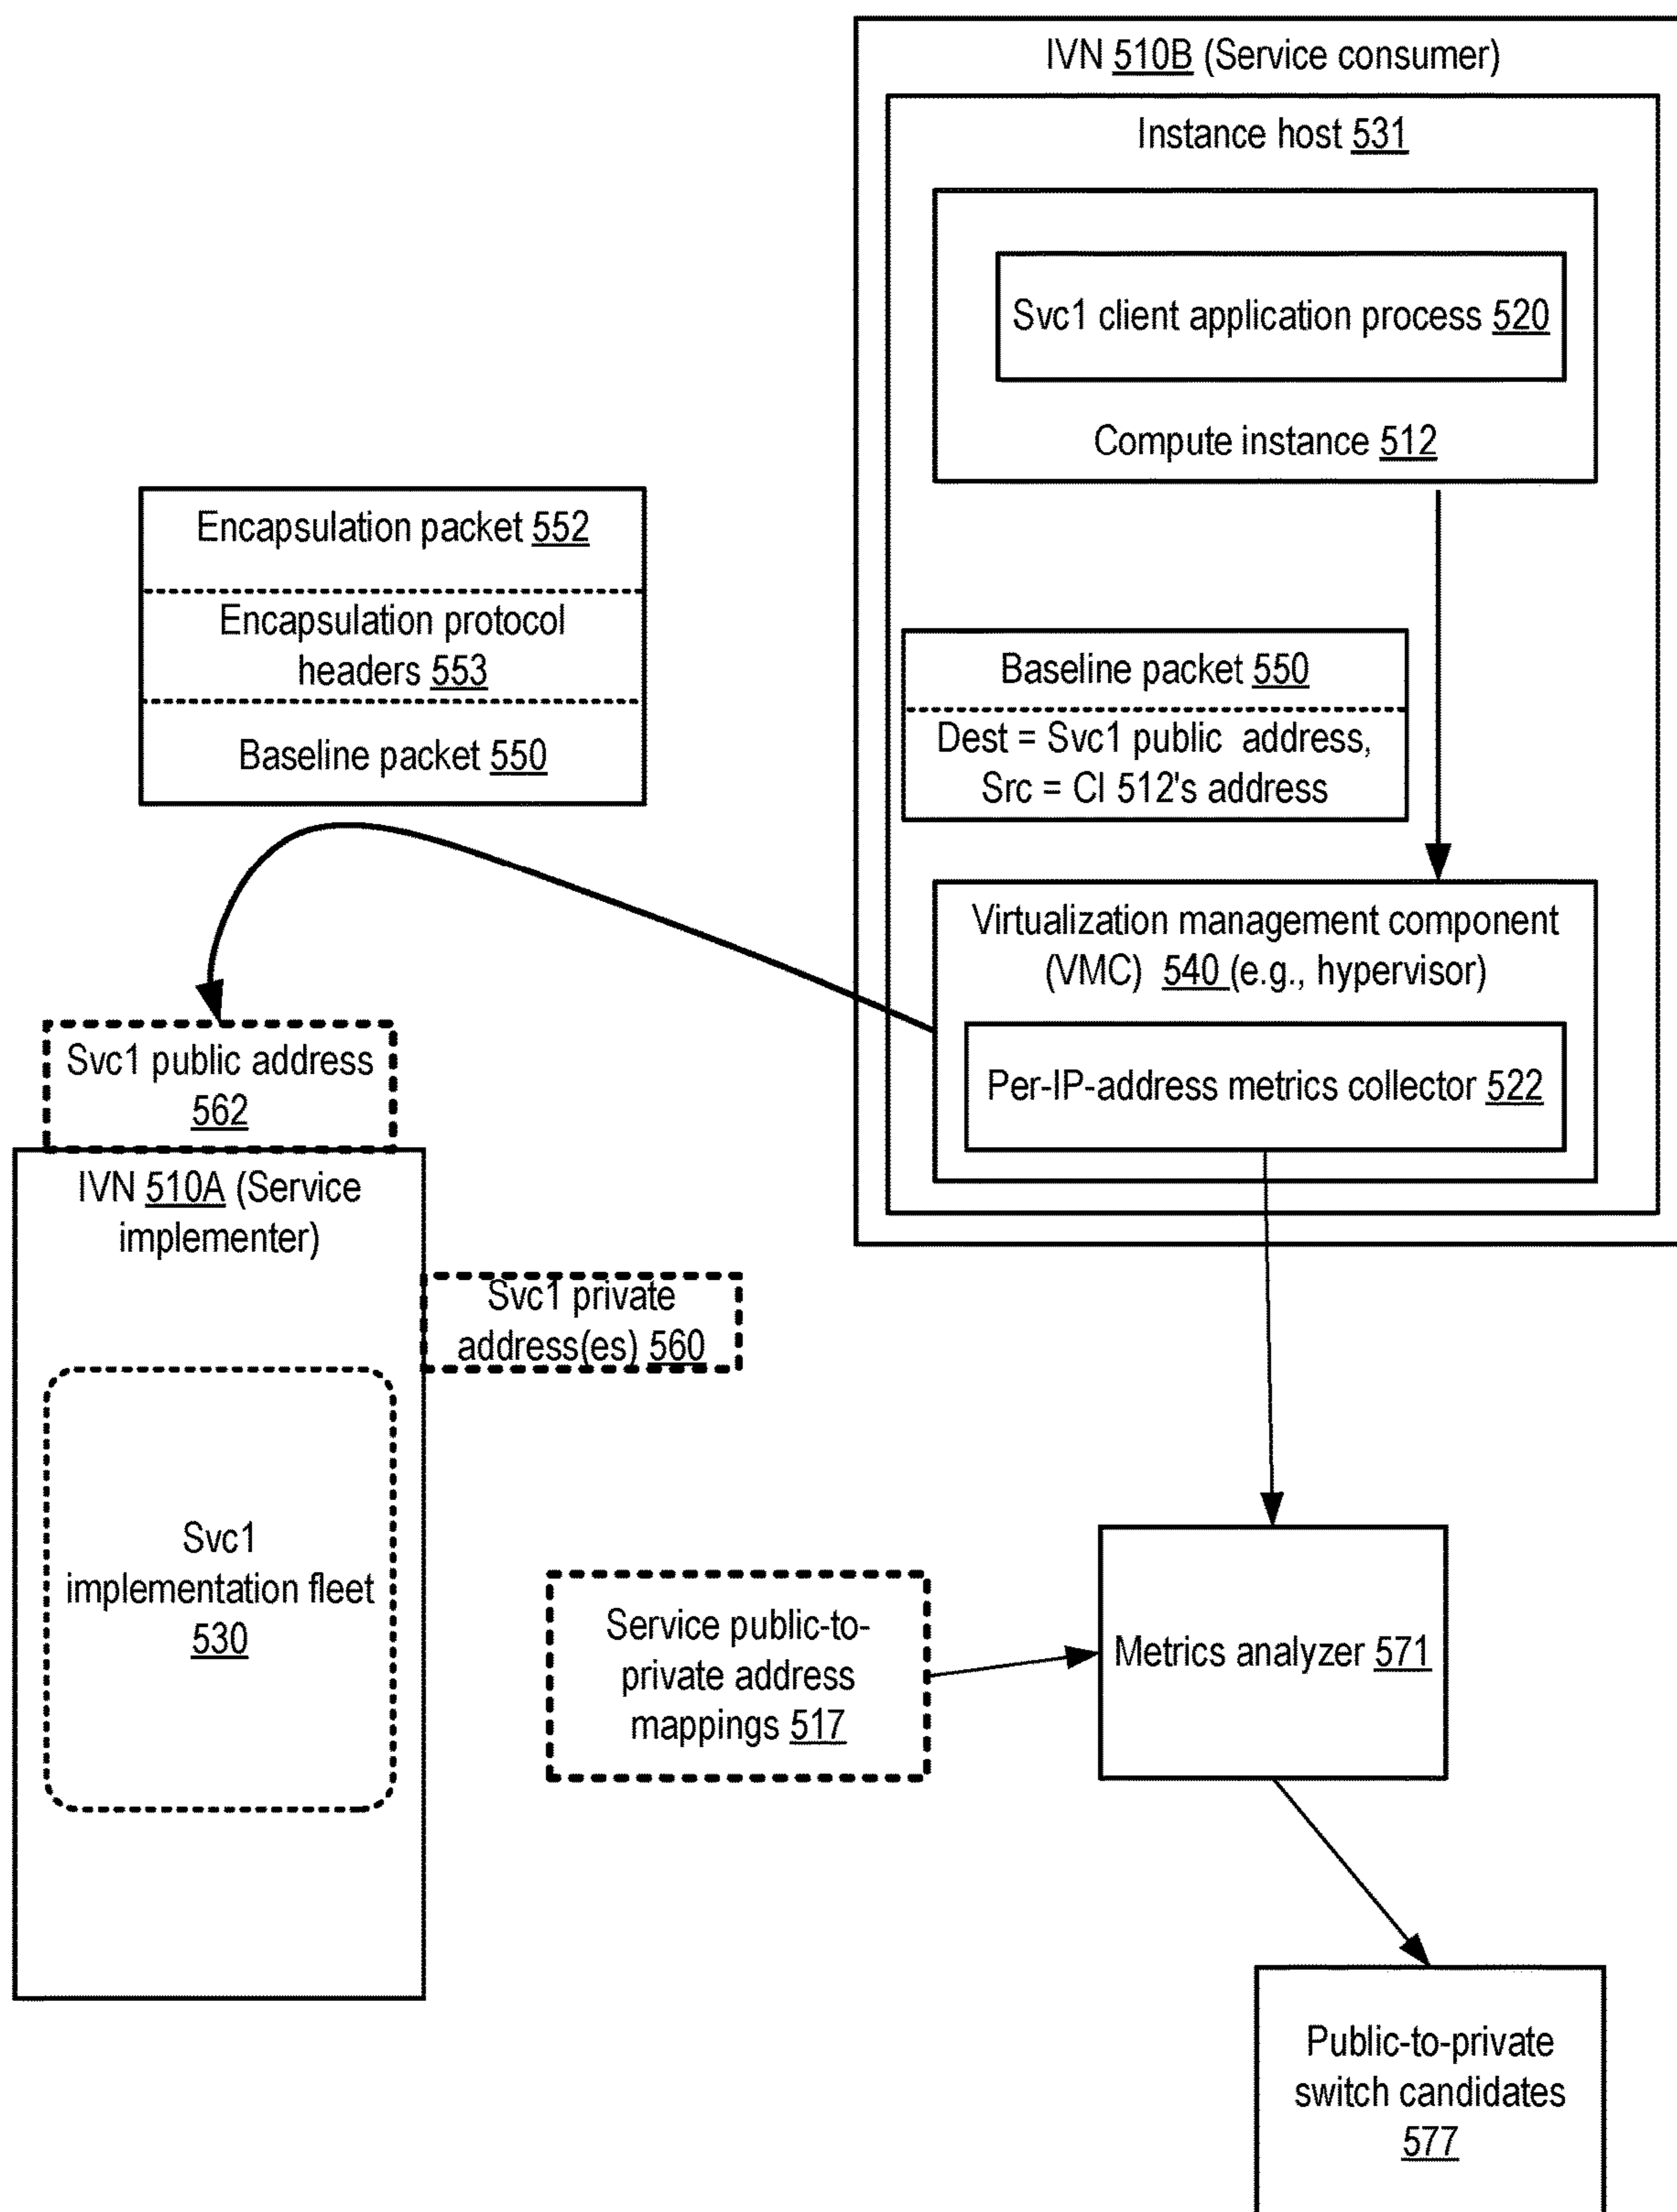 IVN 510B (Service consumer)
Instance host 531
Svc1 client application process 520
Compute instance 512
Encapsulation packet 552
Encapsulation protocol
headers 553
Baseline packet 550
Baseline packet 550
Dest = Svc1 public address,
Src = CI 512's address
Virtualization management component
(VMC) 540 (e.g., hypervisor)
Per-IP-address metrics collector 522
Svc1 public address
562
IVN 510A (Service
implementer)
Svc1 private
address(es) 560
Svc1
implementation fleet
530
Service public-to-
private address
mappings 517
Metrics analyzer 571
Public-to-private
switch candidates
577